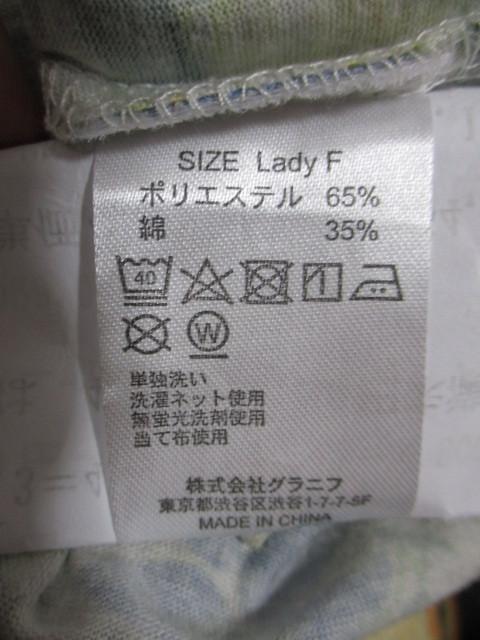 SIZE Lady F
ポリエステル 65%
綿 35%
40
W
単独洗い
洗濯ネット使用
無蛍光洗剤使用
当て布使用
株式会社グラニフ
東京都渋谷区渋谷1-7-7-5F
MADE IN CHINA
3=4